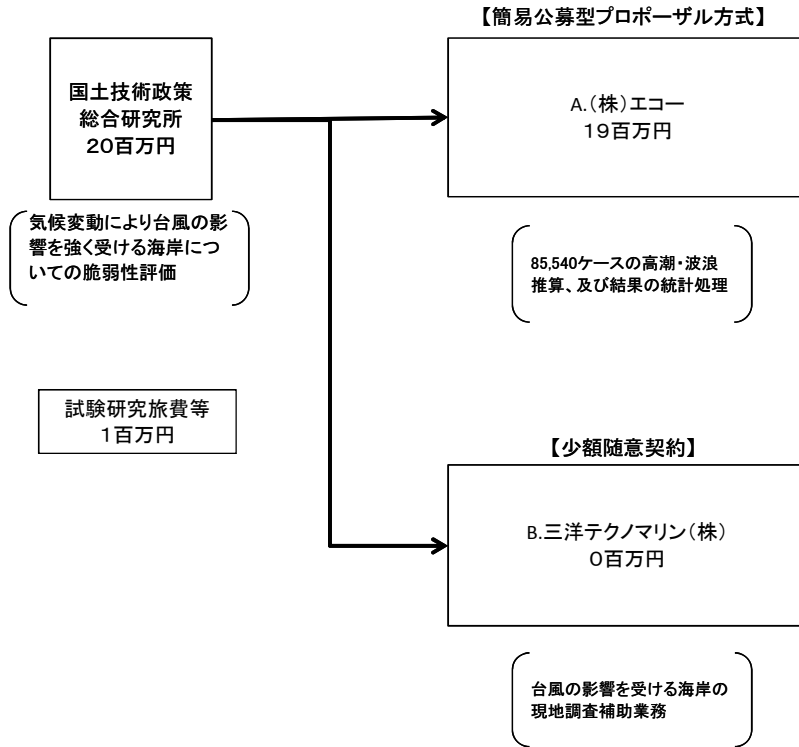 【簡易公募型プロポーザル方式】
国土技術政策
総合研究所
20百万円
A.(株)エコー
19百万円
気候変動により台風の影
響を強く受ける海岸につ
いての脆弱性評価
85,540ケースの高潮・波浪
推算、及び結果の統計処理
試験研究旅費等
1百万円
【少額随意契約】
B.三洋テクノマリン(株)
0百万円
台風の影響を受ける海岸の
現地調査補助業務